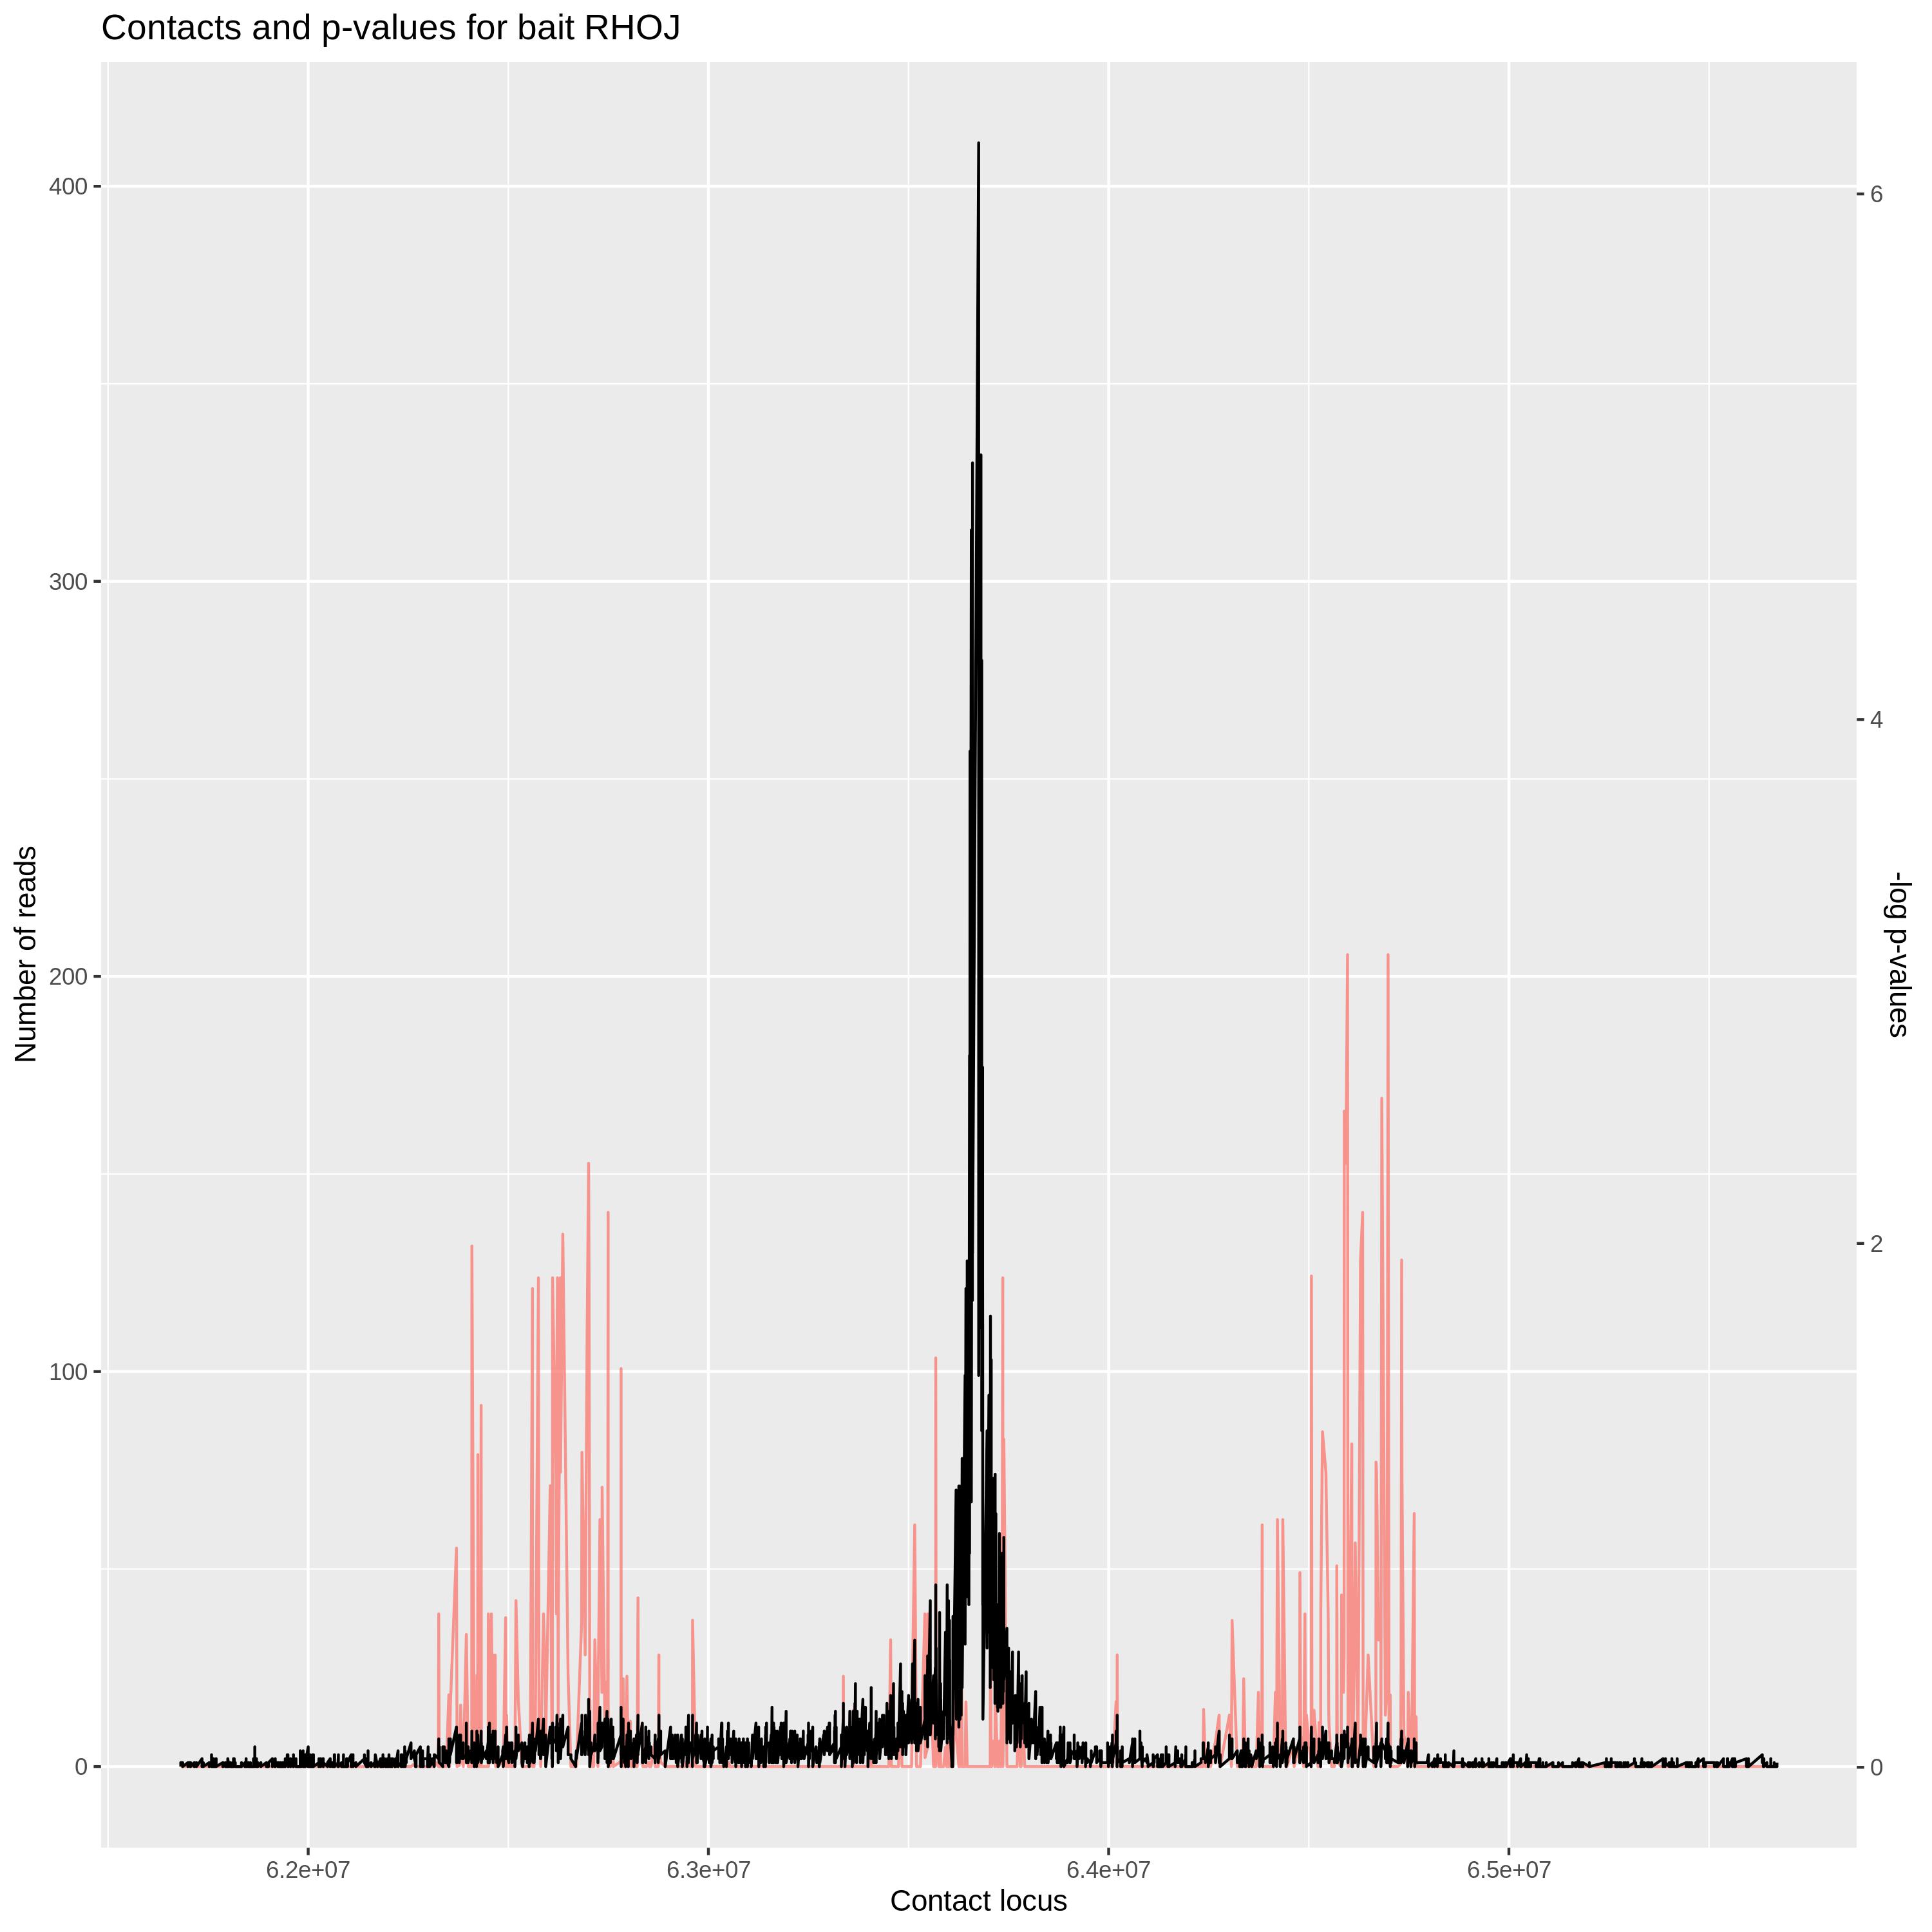 Contacts and p-values for bait RHOJ
400
300
200
100
0
Number of reads
6
4
2
0
-log p-values
6.2e+07
6.3e+07
6.4e+07
6.5e+07
Contact locus